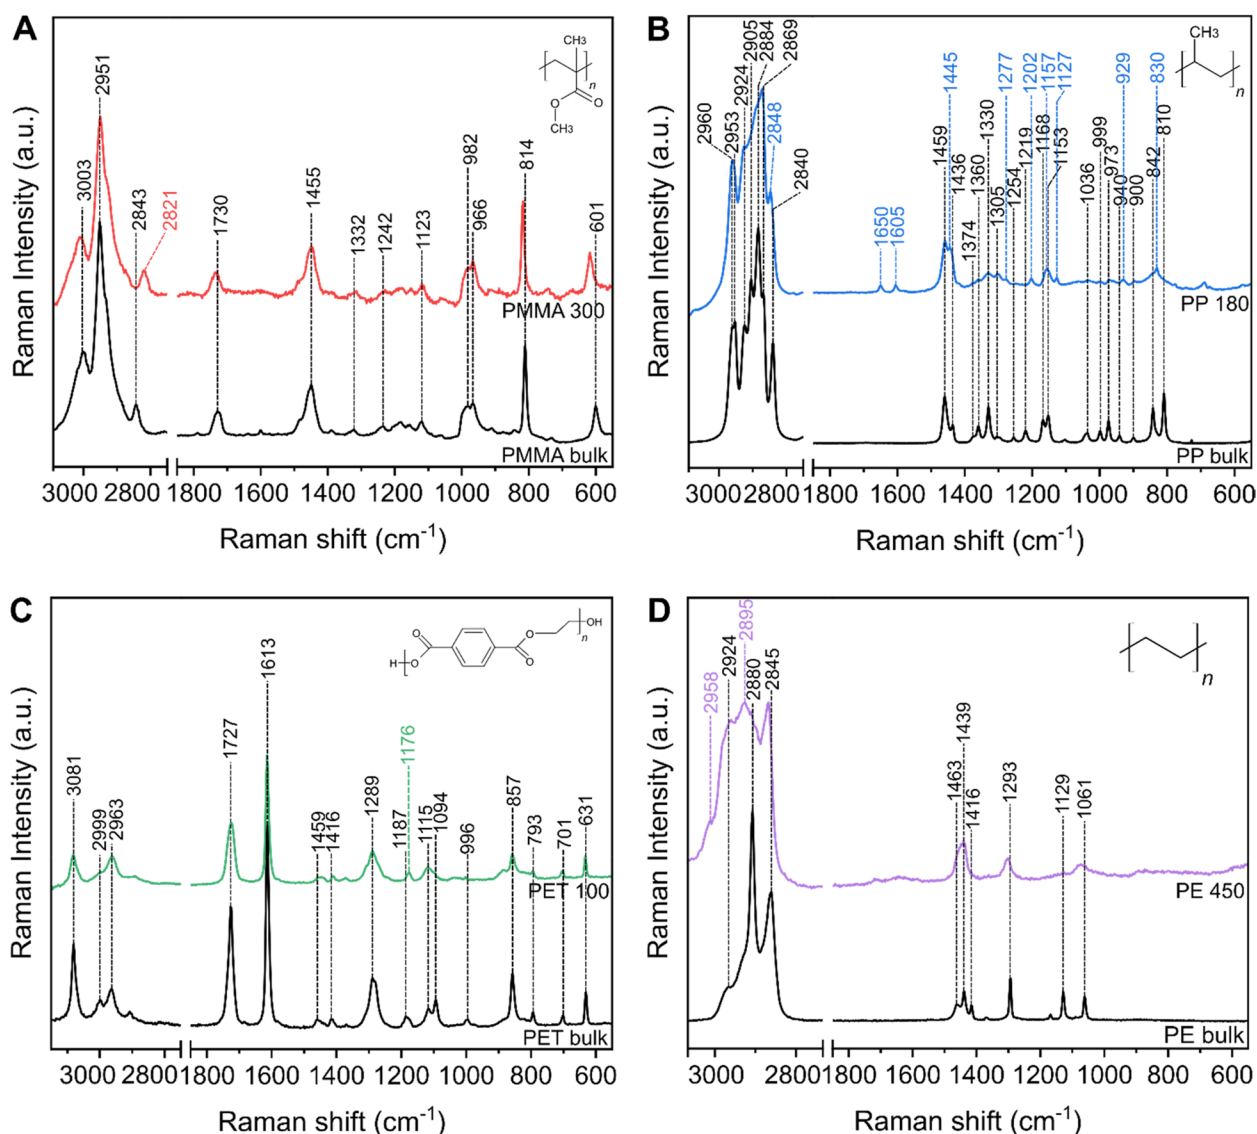 A
Raman Intensity (a.u.)
3003
2951
2843
2821
1730
1455
1332
1242
1123
982
966
814
601
CH3
n
O
O
CH3
PMMA 300
PMMA bulk
3000 2800 1800 1600 1400 1200 1000 800 600
Raman shift (cm-1)
B
Raman Intensity (a.u.)
2960
2953
2924
2905
2884
2869
2848
2840
1650
1605
1459
1445
1436
1374
1360
1330
1305
1277
1254
1219
1202
1168
1157
1153
1127
1036
999
973
940
929
900
842
830
810
CH3
n
PP 180
PP bulk
3000 2800 1600 1400 1200 1000 800 600
Raman shift (cm-1)
C
Raman Intensity (a.u.)
3081
2999
2963
1727
1613
1459
1416
1289
1187
1176
1115
1094
996
857
793
701
631
H
O
O
O
O
OH
n
PET 100
PET bulk
3000 2800 1800 1600 1400 1200 1000 800 600
Raman shift (cm-1)
D
Raman Intensity (a.u.)
2958
2924
2895
2880
2845
1463
1439
1416
1293
1129
1061
n
PE 450
PE bulk
3000 2800 1800 1600 1400 1200 1000 800 600
Raman shift (cm-1)